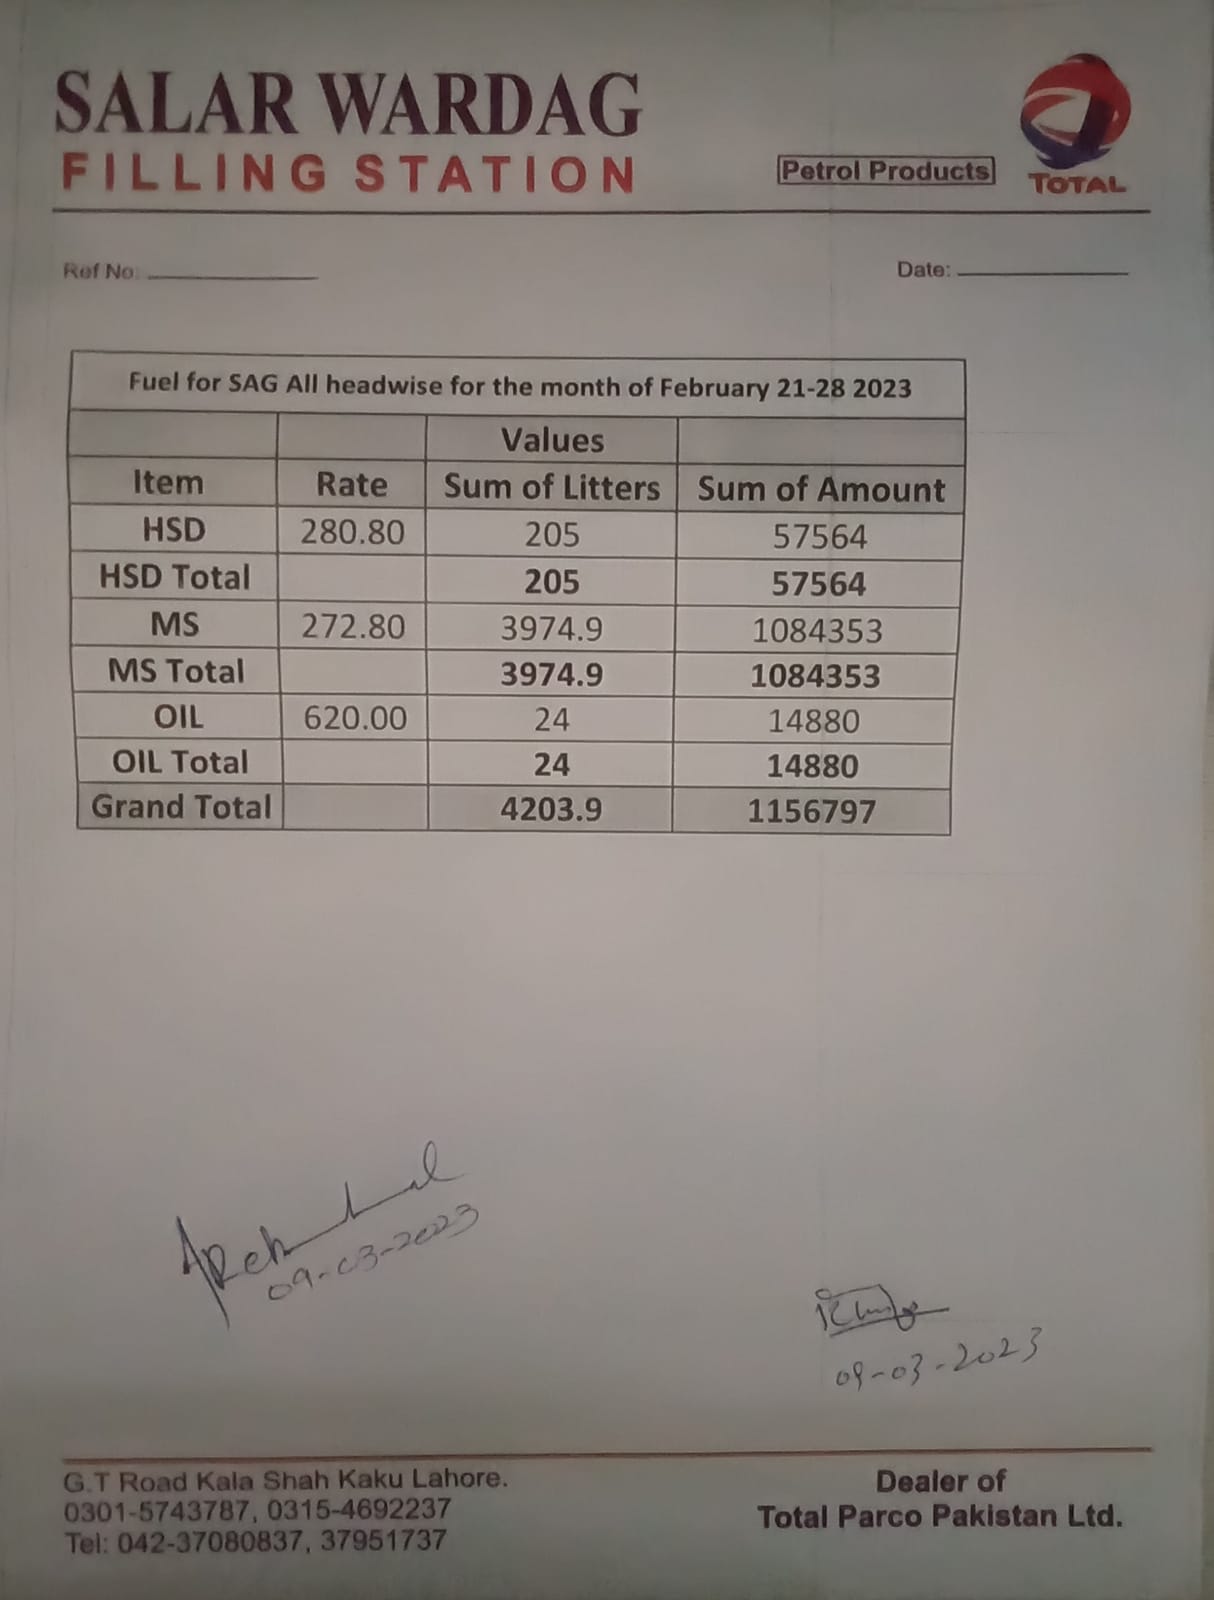 SALAR WARDAG
FILLING STATION
Petrol Products
TOTAL
Ref No: ____________
Date: ____________
Fuel for SAG All headwise for the month of February 21-28 2023
Values
Item Rate Sum of Litters Sum of Amount
HSD 280.80 205 57564
HSD Total 205 57564
MS 272.80 3974.9 1084353
MS Total 3974.9 1084353
OIL 620.00 24 14880
OIL Total 24 14880
Grand Total 4203.9 1156797
09-03-2023
09-03-2023
G.T Road Kala Shah Kaku Lahore.
0301-5743787, 0315-4692237
Tel: 042-37080837, 37951737
Dealer of
Total Parco Pakistan Ltd.